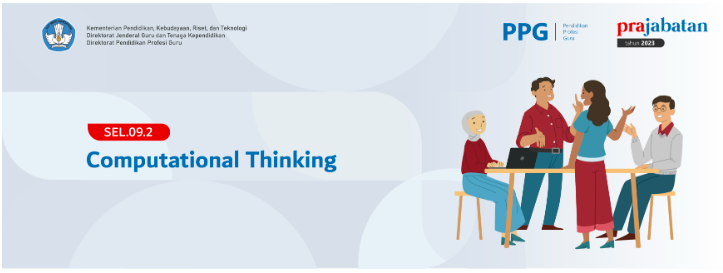 Kementerian Pendidikan, Kebudayaan, Riset, dan Teknologi
Direktorat Jenderal Guru dan Tenaga Kependidikan
Direktorat Pendidikan Profesi Guru
PPG
Pendidikan
Profesi
Guru
prajabatan
tahun 2023
SEL.09.2
Computational Thinking